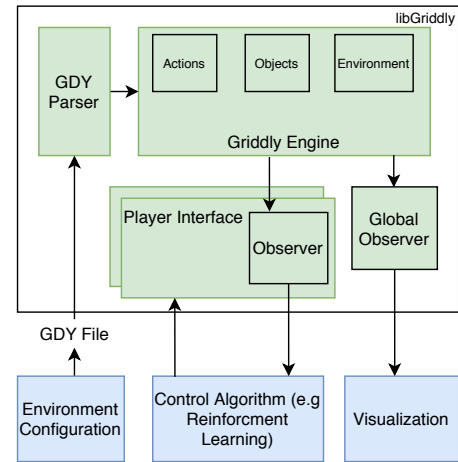 libGriddly
GDY
Parser
Actions
Objects
Environment
Griddly Engine
Player Interface
Observer
Global
Observer
GDY File
Environment
Configuration
Control Algorithm (e.g
Reinforcment
Learning)
Visualization